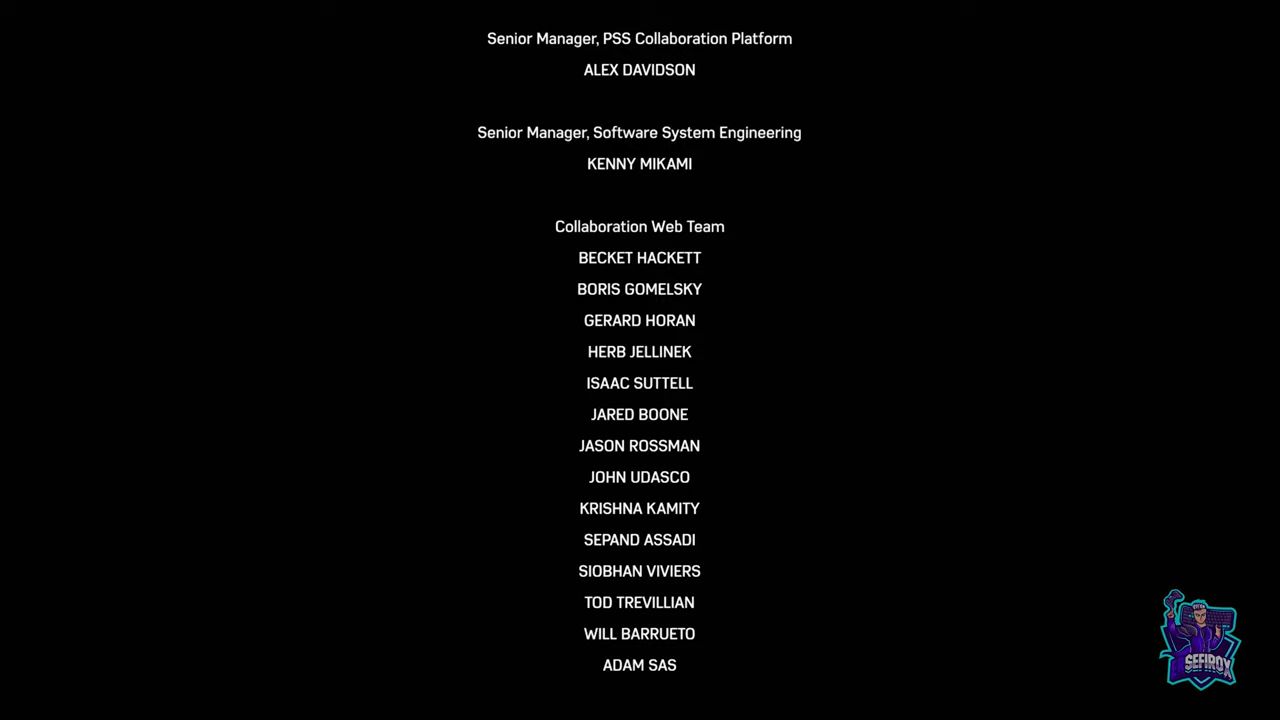 Senior Manager, PSS Collaboration Platform
ALEX DAVIDSON
Senior Manager, Software System Engineering
KENNY MIKAMI
Collaboration Web Team
BECKET HACKETT
BORIS GOMELSKY
GERARD HORAN
HERB JELLINEK
ISAAC SUTTELL
JARED BOONE
JASON ROSSMAN
JOHN UDASCO
KRISHNA KAMITY
SEPAND ASSADI
SIOBHAN VIVIERS
TOD TREVILLIAN
WILL BARRUETO
ADAM SAS
SEFIROX